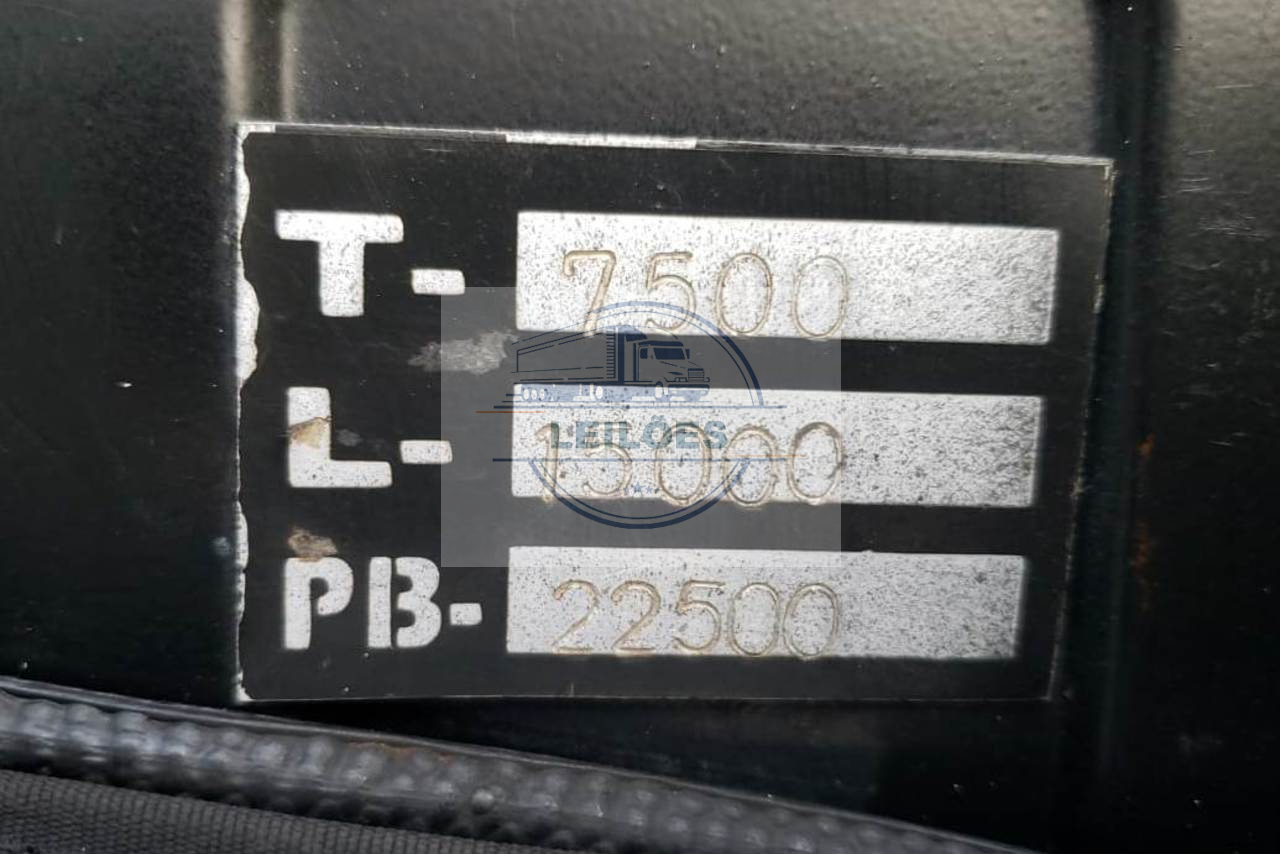 T- 7500
L- 15000
LEILÕES
PB- 22500